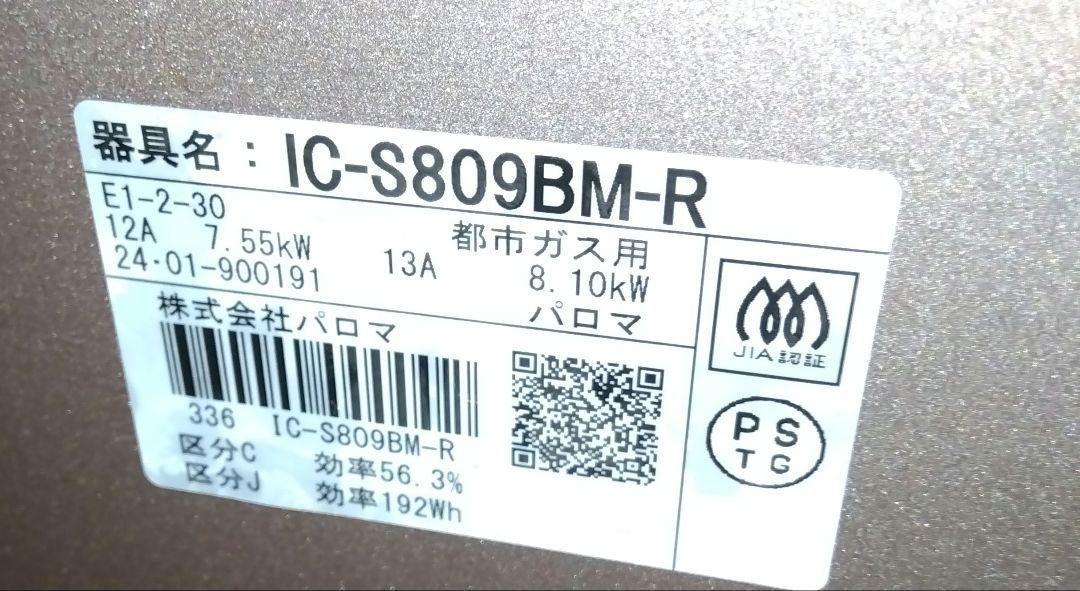 器具名：IC-S809BM-R
E1-2-30
都市ガス用
12A 7.55kW 13A 8.10kW
24・01-900191 パロマ
株式会社パロマ
JIA認証
336 IC-S809BM-R
PS
TG
区分C 効率56.3%
区分J 効率192Wh